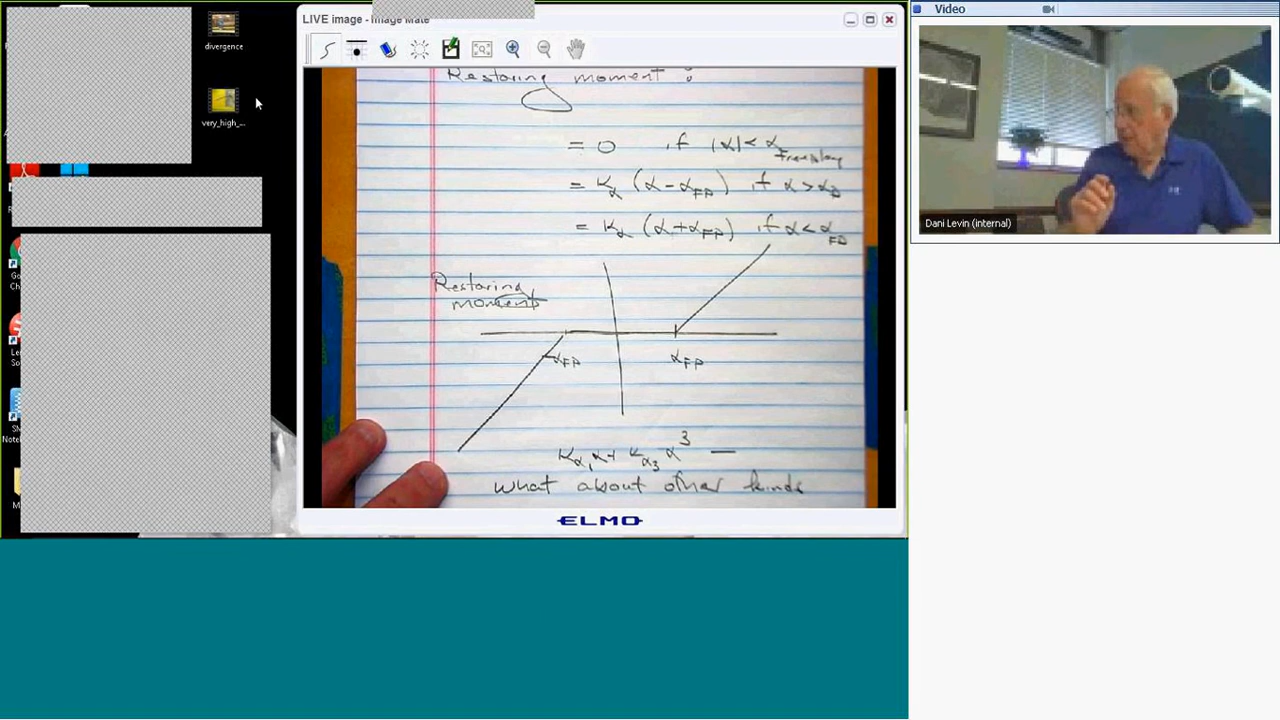 divergence
very_high_...
LIVE image - Image Mate
Restoring moment :
= 0 if |α| < α Freeplay
= Kα (α - αFP) if α > αFP
= Kα (α + αFP) if α < αFP
Restoring
moment
-αFP
αFP
Kα₁ α + Kα₃ α³ —
what about other kinds
ELMO
Video
Dani Levin (internal)